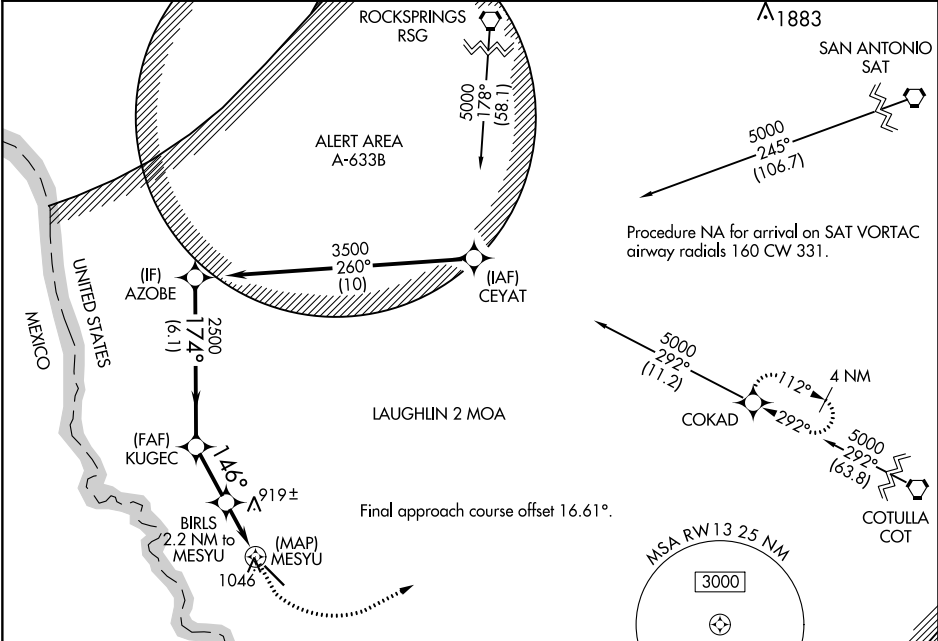 ROCKSPRINGS
RSG
1883
SAN ANTONIO
SAT
5000
178°
(58.1)
5000
245°
(106.7)
ALERT AREA
A-633B
Procedure NA for arrival on SAT VORTAC
airway radials 160 CW 331.
3500
260°
(10)
(IF)
AZOBE
(IAF)
CEYAT
UNITED STATES
MEXICO
2500
174°
(6.1)
5000
292°
(11.2)
4 NM
112°
292°
COKAD
LAUGHLIN 2 MOA
5000
292°
(63.8)
COTULLA
COT
(FAF)
KUGEC
146°
919±
Final approach course offset 16.61°.
BIRLS
2.2 NM to
MESYU
(MAP)
MESYU
1046
MSA RW13 25 NM
3000